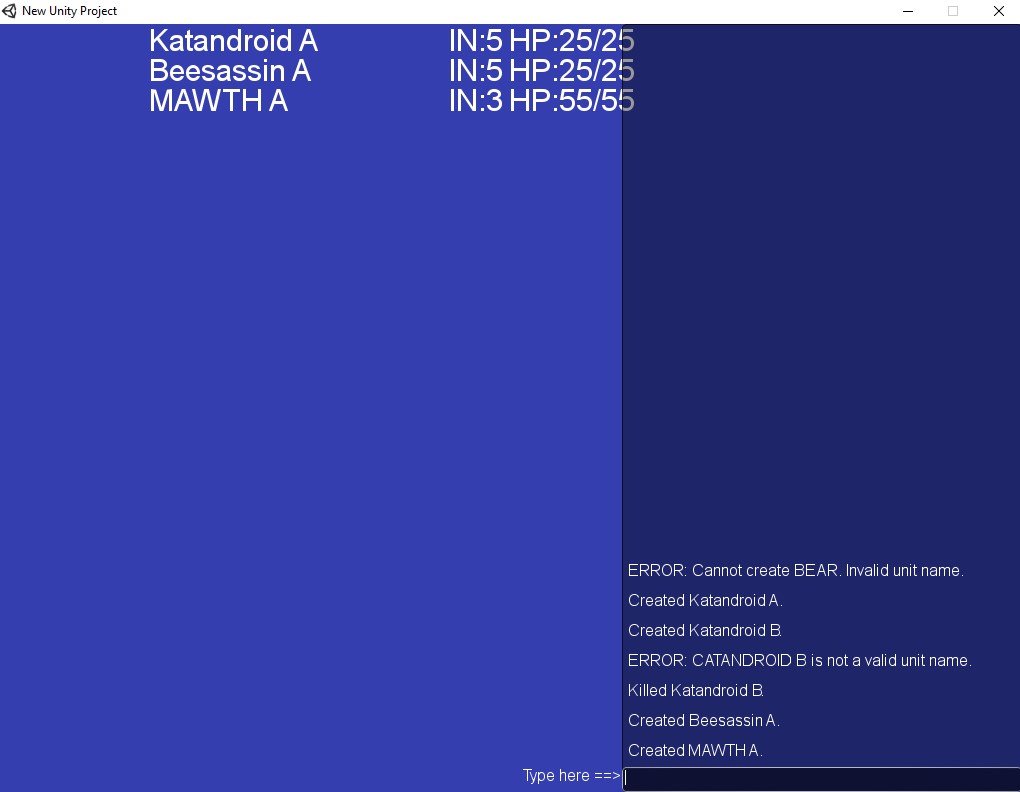 New Unity Project
Katandroid A IN:5 HP:25/25
Beesassin A IN:5 HP:25/25
MAWTH A IN:3 HP:55/55
ERROR: Cannot create BEAR. Invalid unit name.
Created Katandroid A.
Created Katandroid B.
ERROR: CATANDROID B is not a valid unit name.
Killed Katandroid B.
Created Beesassin A.
Created MAWTH A.
Type here ==>